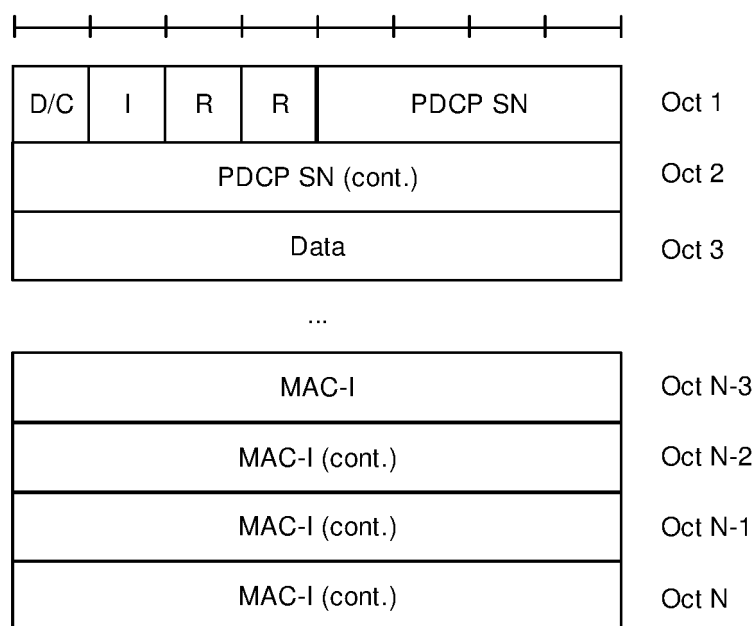 D/C I R R PDCP SN Oct 1
PDCP SN (cont.) Oct 2
Data Oct 3
...
MAC-I Oct N-3
MAC-I (cont.) Oct N-2
MAC-I (cont.) Oct N-1
MAC-I (cont.) Oct N